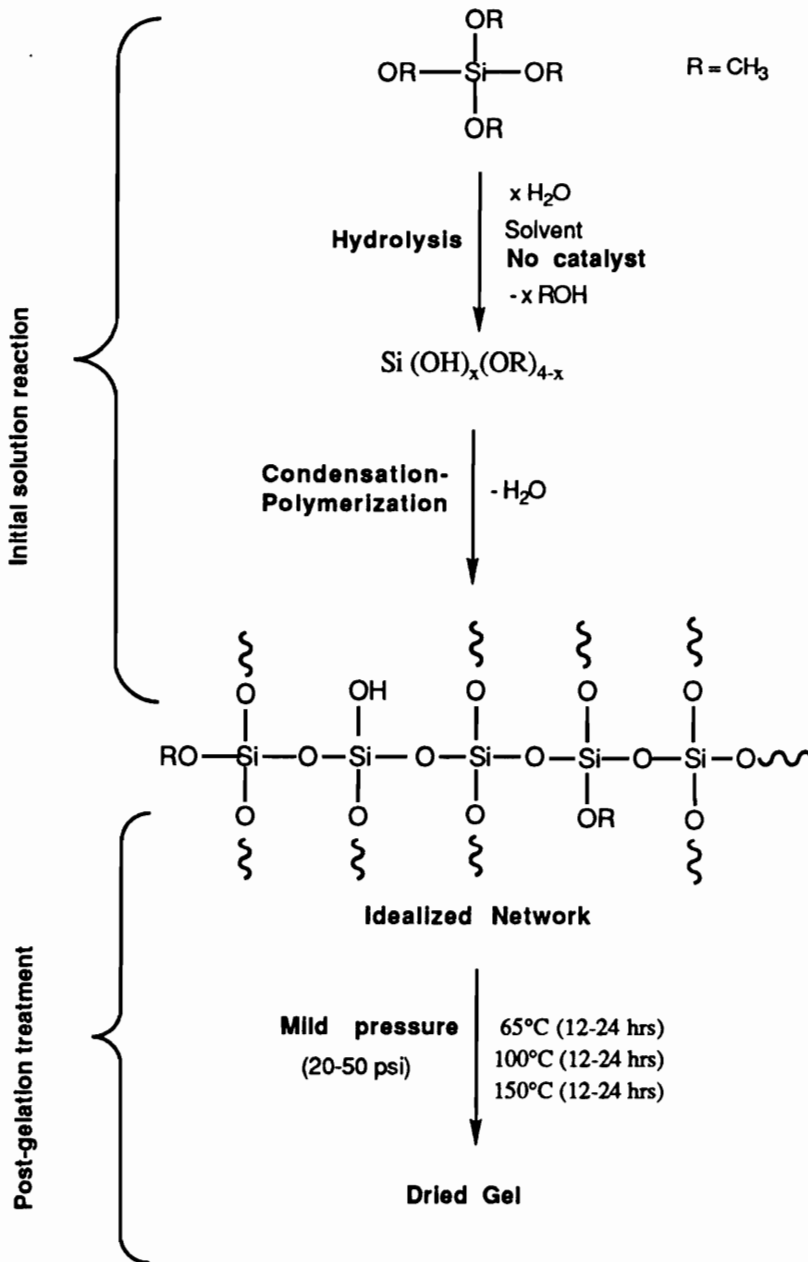 OR
OR—Si—OR
OR
R = CH₃
x H₂O
Hydrolysis
Solvent
No catalyst
- x ROH
Si (OH)ₓ(OR)₄₋ₓ
Condensation-
Polymerization
- H₂O
Initial solution reaction
O OH O O O
RO—Si—O—Si—O—Si—O—Si—O—Si—O
O O O OR O
Idealized Network
Mild pressure
(20-50 psi)
65°C (12-24 hrs)
100°C (12-24 hrs)
150°C (12-24 hrs)
Post-gelation treatment
Dried Gel